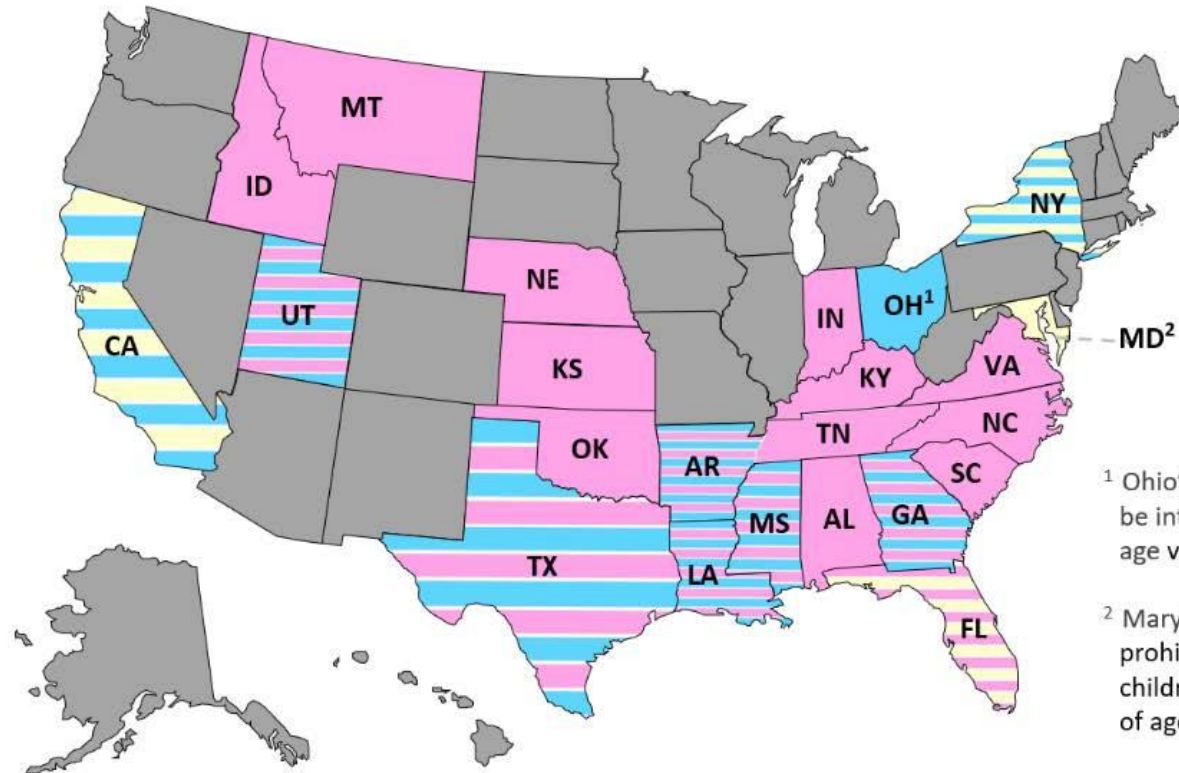 MT
ID
NY
NE
UT
IN
OH¹
MD²
CA
KS
KY
VA
OK
TN
NC
AR
SC
MS
AL
GA
TX
LA
FL
¹ Ohio'
be int
age v
² Mary
prohi
childr
of age